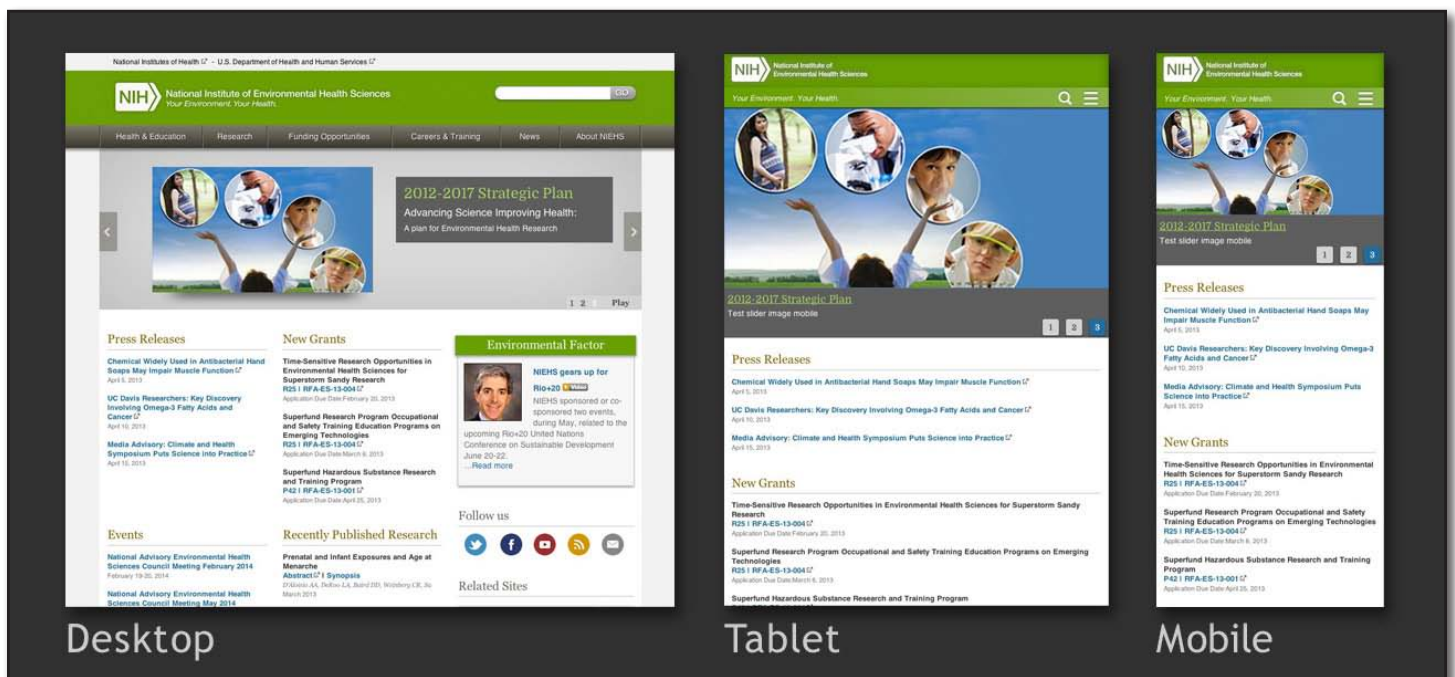 National Institutes of Health - U.S. Department of Health and Human Services
NIH
National Institute of Environmental Health Sciences
Your Environment. Your Health.
GO
Health & Education Research Funding Opportunities Careers & Training News About NIEHS
2012-2017 Strategic Plan
Advancing Science Improving Health:
A plan for Environmental Health Research
1 2 Play
Press Releases
Chemical Widely Used in Antibacterial Hand
Soaps May Impair Muscle Function
April 5, 2013
UC Davis Researchers: Key Discovery
Involving Omega-3 Fatty Acids and
Cancer
April 10, 2013
Media Advisory: Climate and Health
Symposium Puts Science into Practice
April 15, 2013
New Grants
Time-Sensitive Research Opportunities in
Environmental Health Sciences for
Superstorm Sandy Research
R25 | RFA-ES-13-004
Application Due Date:February 20, 2013
Superfund Research Program Occupational
and Safety Training Education Programs on
Emerging Technologies
R25 | RFA-ES-13-004
Application Due Date:March 6, 2013
Superfund Hazardous Substance Research
and Training Program
P42 | RFA-ES-13-001
Application Due Date:April 25, 2013
Environmental Factor
NIEHS gears up for
Rio+20 Video
NIEHS sponsored or co-
sponsored two events,
during May, related to the
upcoming Rio+20 United Nations
Conference on Sustainable Development
June 20-22.
...Read more
Events
National Advisory Environmental Health
Sciences Council Meeting February 2014
February 19-20, 2014
National Advisory Environmental Health
Sciences Council Meeting May 2014
Recently Published Research
Prenatal and Infant Exposures and Age at
Menarche
Abstract | Synopsis
D'Aloisio AA, DeRoo LA, Baird DD, Weinberg CR, Sa
March 2013
Follow us
Related Sites
Desktop
NIH
National Institute of
Environmental Health Sciences
Your Environment. Your Health.
2012-2017 Strategic Plan
Test slider image mobile
1 2 3
Press Releases
Chemical Widely Used in Antibacterial Hand Soaps May Impair Muscle Function
April 5, 2013
UC Davis Researchers: Key Discovery Involving Omega-3 Fatty Acids and Cancer
April 10, 2013
Media Advisory: Climate and Health Symposium Puts Science into Practice
April 15, 2013
New Grants
Time-Sensitive Research Opportunities in Environmental Health Sciences for Superstorm Sandy
Research
R25 | RFA-ES-13-004
Application Due Date:February 20, 2013
Superfund Research Program Occupational and Safety Training Education Programs on Emerging
Technologies
R25 | RFA-ES-13-004
Application Due Date:March 6, 2013
Superfund Hazardous Substance Research and Training Program
Tablet
NIH
National Institute of
Environmental Health Sciences
Your Environment. Your Health.
2012-2017 Strategic Plan
Test slider image mobile
1 2 3
Press Releases
Chemical Widely Used in Antibacterial Hand Soaps May
Impair Muscle Function
April 5, 2013
UC Davis Researchers: Key Discovery Involving Omega-3
Fatty Acids and Cancer
April 10, 2013
Media Advisory: Climate and Health Symposium Puts
Science into Practice
April 15, 2013
New Grants
Time-Sensitive Research Opportunities in Environmental
Health Sciences for Superstorm Sandy Research
R25 | RFA-ES-13-004
Application Due Date:February 20, 2013
Superfund Research Program Occupational and Safety
Training Education Programs on Emerging Technologies
R25 | RFA-ES-13-004
Application Due Date:March 6, 2013
Superfund Hazardous Substance Research and Training
Program
P42 | RFA-ES-13-001
Application Due Date:April 25, 2013
Mobile